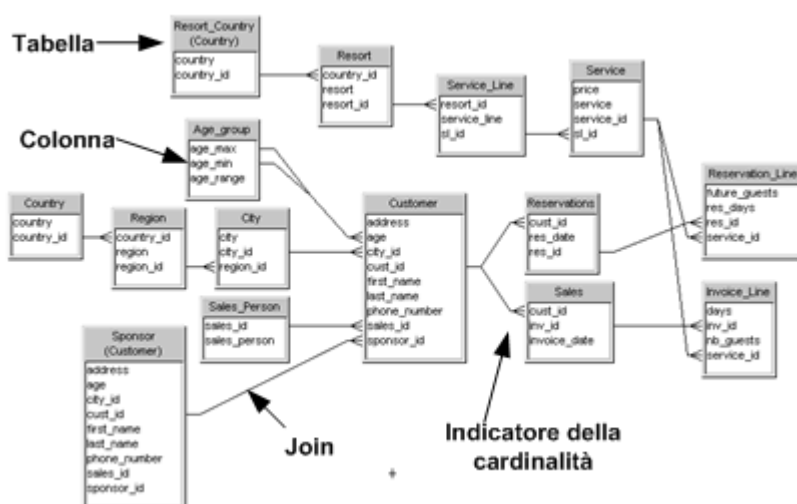 Tabella
Resort_Country
(Country)
country
country_id
Resort
country_id
resort
resort_id
Service_Line
resort_id
service_line
sl_id
Service
price
service
service_id
sl_id
Colonna
Age_group
age_max
age_min
age_range
Country
country
country_id
Region
country_id
region
region_id
City
city
city_id
region_id
Customer
address
age
city_id
cust_id
first_name
last_name
phone_number
sales_id
sponsor_id
Reservations
cust_id
res_date
res_id
Reservation_Line
future_guests
res_days
res_id
service_id
Sales_Person
sales_id
sales_person
Sales
cust_id
inv_id
invoice_date
Invoice_Line
days
inv_id
nb_guests
service_id
Sponsor
(Customer)
address
age
city_id
cust_id
first_name
last_name
phone_number
sales_id
sponsor_id
Join
Indicatore della
cardinalità